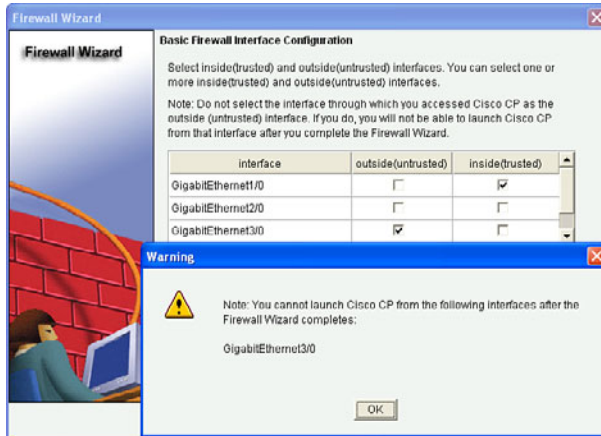 Firewall Wizard
Firewall Wizard
Basic Firewall Interface Configuration
Select inside(trusted) and outside(untrusted) interfaces. You can select one or
more inside(trusted) and outside(untrusted) interfaces.
Note: Do not select the interface through which you accessed Cisco CP as the
outside (untrusted) interface. If you do, you will not be able to launch Cisco CP
from that interface after you complete the Firewall Wizard.
interface outside(untrusted) inside(trusted)
GigabitEthernet1/0
GigabitEthernet2/0
GigabitEthernet3/0
Warning
Note: You cannot launch Cisco CP from the following interfaces after the
Firewall Wizard completes:
GigabitEthernet3/0
OK